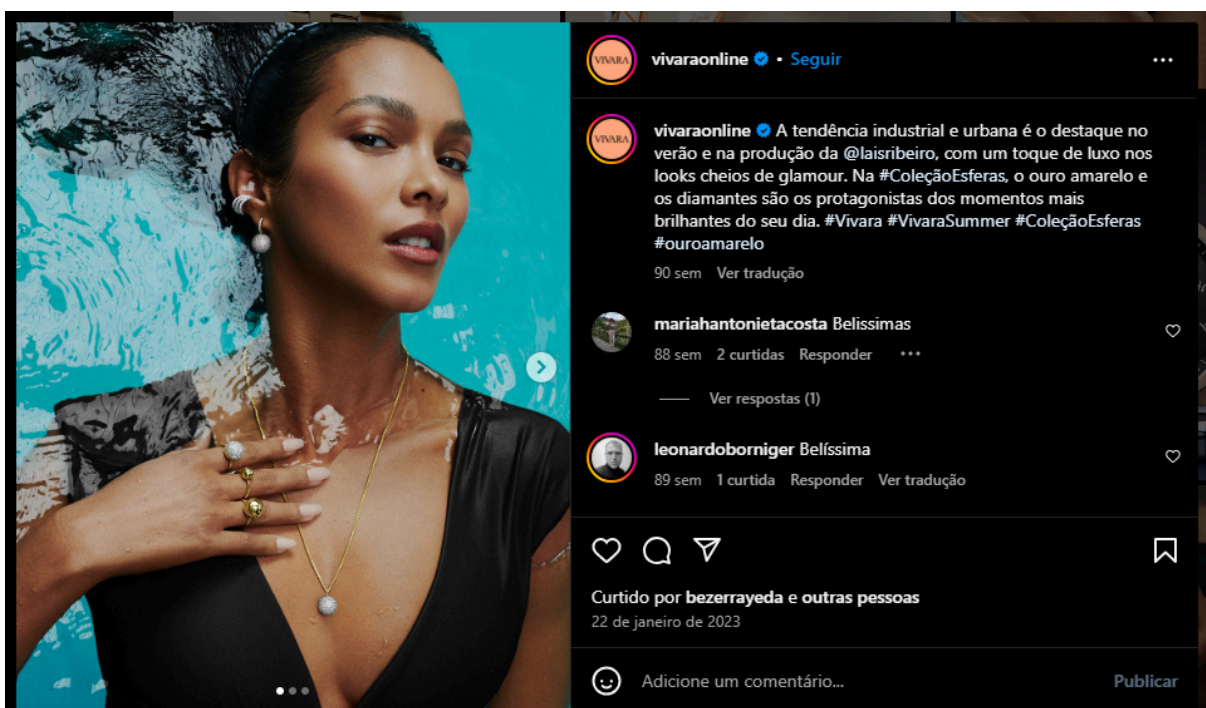 VIVARA
vivaraonline • Seguir
VIVARA
vivaraonline A tendência industrial e urbana é o destaque no
verão e na produção da @laisribeiro, com um toque de luxo nos
looks cheios de glamour. Na #ColeçãoEsferas, o ouro amarelo e
os diamantes são os protagonistas dos momentos mais
brilhantes do seu dia. #Vivara #VivaraSummer #ColeçãoEsferas
#ouroamarelo
90 sem Ver tradução
mariahantonietacosta Belissimas
88 sem 2 curtidas Responder
Ver respostas (1)
leonardoborniger Belíssima
89 sem 1 curtida Responder Ver tradução
Curtido por bezerrayeda e outras pessoas
22 de janeiro de 2023
Adicione um comentário... Publicar